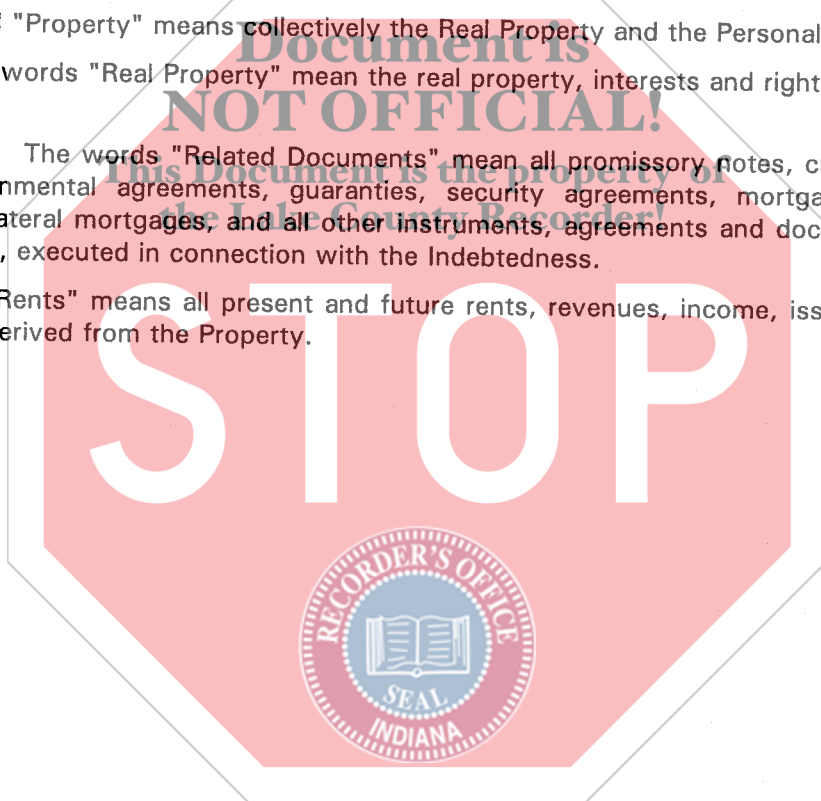 "Property" means collectively the Real Property and the Personal
Document is
words "Real Property" mean the real property, interests and right
NOT OFFICIAL!
The words "Related Documents" mean all promissory notes, c
This Document is the property of
nmental agreements, guaranties, security agreements, mortga
the Lake County Recorder!
ateral mortgages, and all other instruments, agreements and doc
, executed in connection with the Indebtedness.
Rents" means all present and future rents, revenues, income, iss
erived from the Property.
STOP
RECORDER'S OFFICE
SEAL
INDIANA